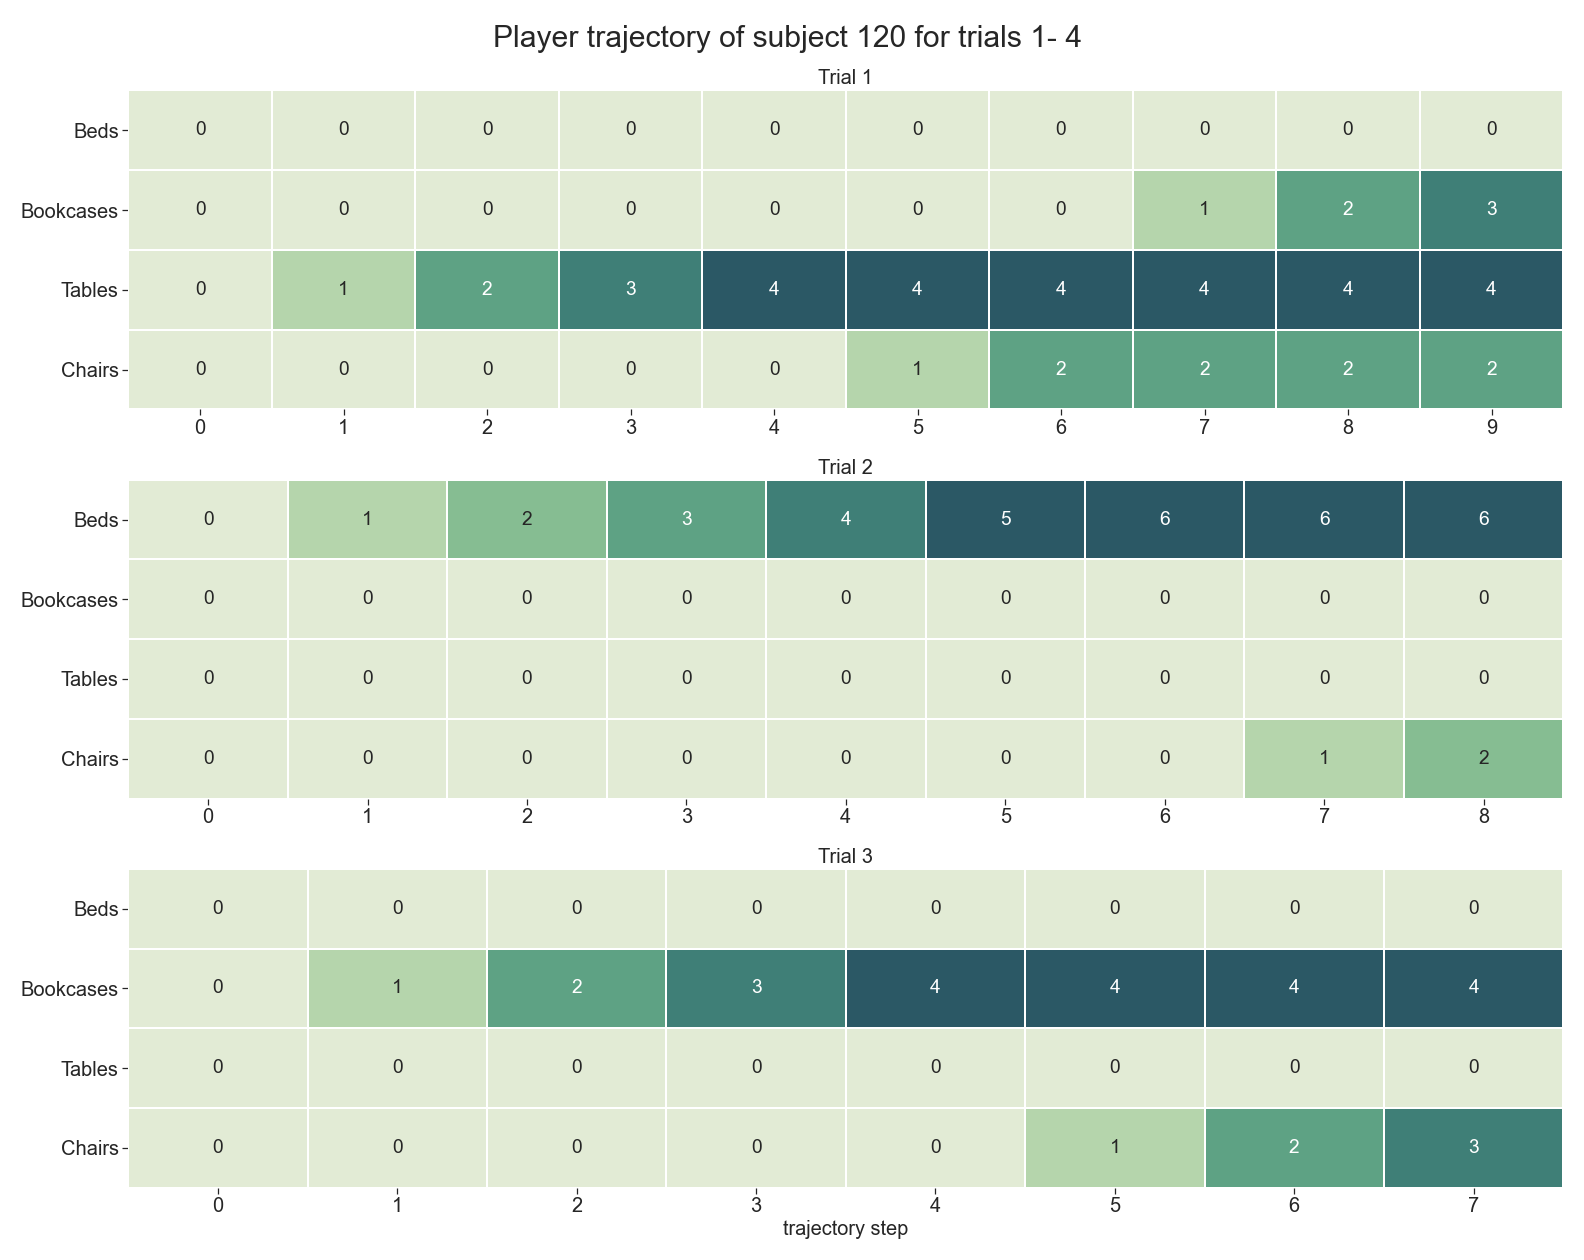 Player trajectory of subject 120 for trials 1- 4
Trial 1
Beds 0 0 0 0 0 0 0 0 0 0
Bookcases 0 0 0 0 0 0 0 1 2 3
Tables 0 1 2 3 4 4 4 4 4 4
Chairs 0 0 0 0 0 1 2 2 2 2
0 1 2 3 4 5 6 7 8 9
Trial 2
Beds 0 1 2 3 4 5 6 6 6
Bookcases 0 0 0 0 0 0 0 0 0
Tables 0 0 0 0 0 0 0 0 0
Chairs 0 0 0 0 0 0 0 1 2
0 1 2 3 4 5 6 7 8
Trial 3
Beds 0 0 0 0 0 0 0 0
Bookcases 0 1 2 3 4 4 4 4
Tables 0 0 0 0 0 0 0 0
Chairs 0 0 0 0 0 1 2 3
0 1 2 3 4 5 6 7
trajectory step